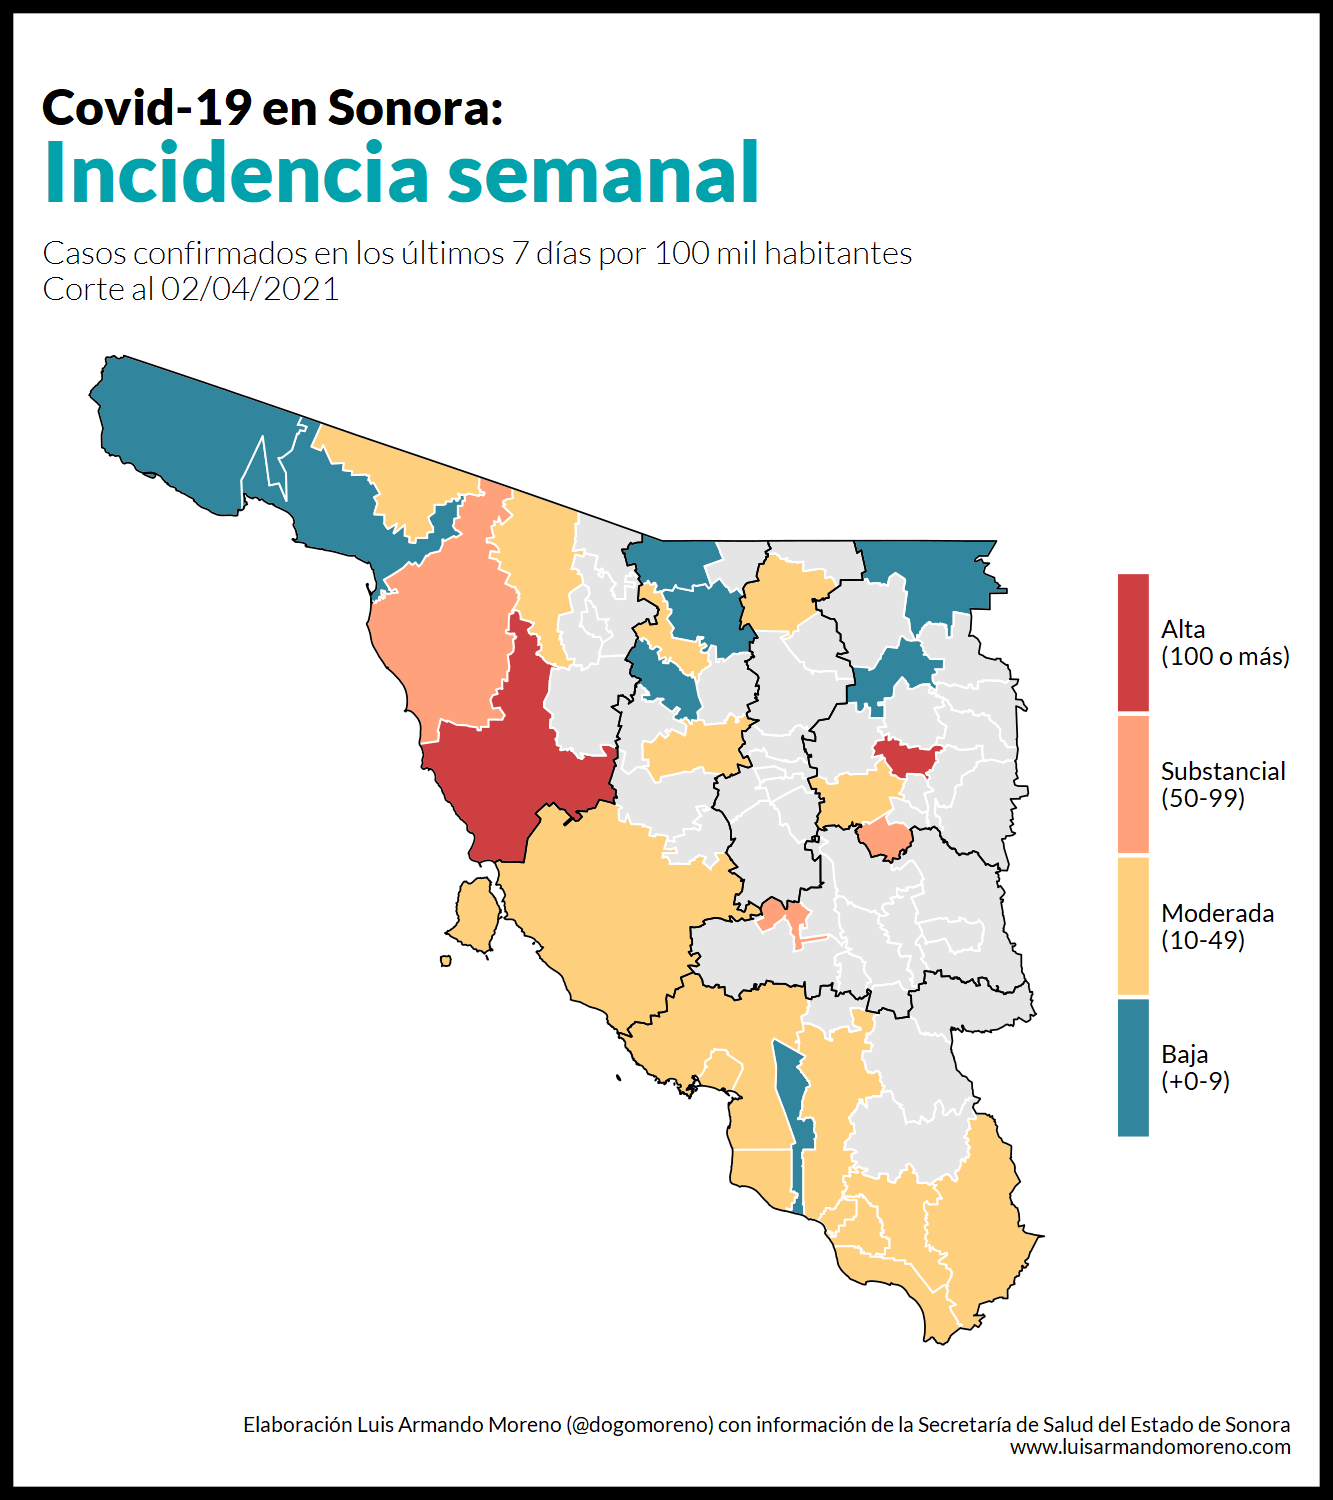 Covid-19 en Sonora:
Incidencia semanal
Casos confirmados en los últimos 7 días por 100 mil habitantes
Corte al 02/04/2021
Alta
(100 o más)
Substancial
(50-99)
Moderada
(10-49)
Baja
(+0-9)
Elaboración Luis Armando Moreno (@dogomoreno) con información de la Secretaría de Salud del Estado de Sonora
www.luisarmandomoreno.com